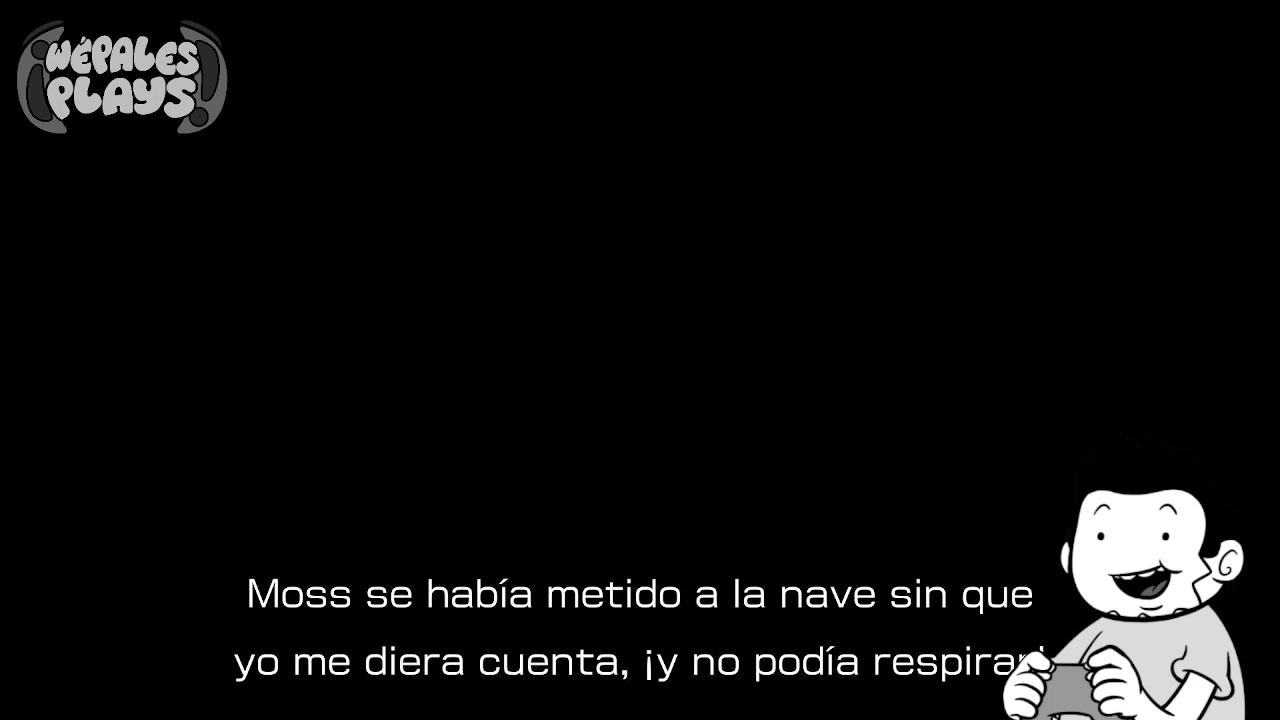 WÉPALES
PLAYS
Moss se había metido a la nave sin que
yo me diera cuenta, ¡y no podía respirar!